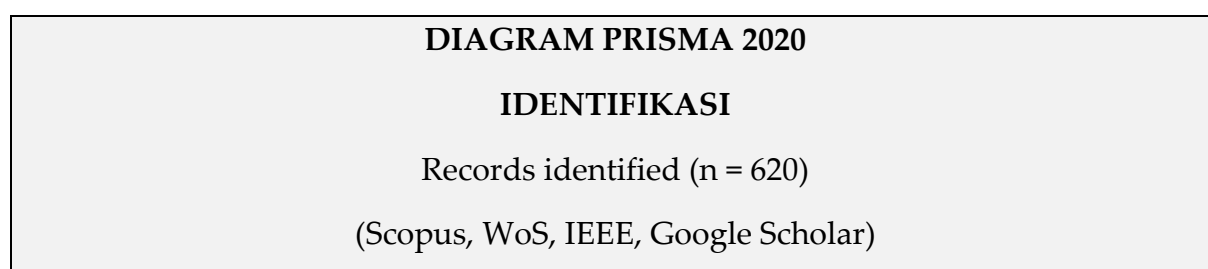 DIAGRAM PRISMA 2020
IDENTIFIKASI
Records identified (n = 620)
(Scopus, WoS, IEEE, Google Scholar)